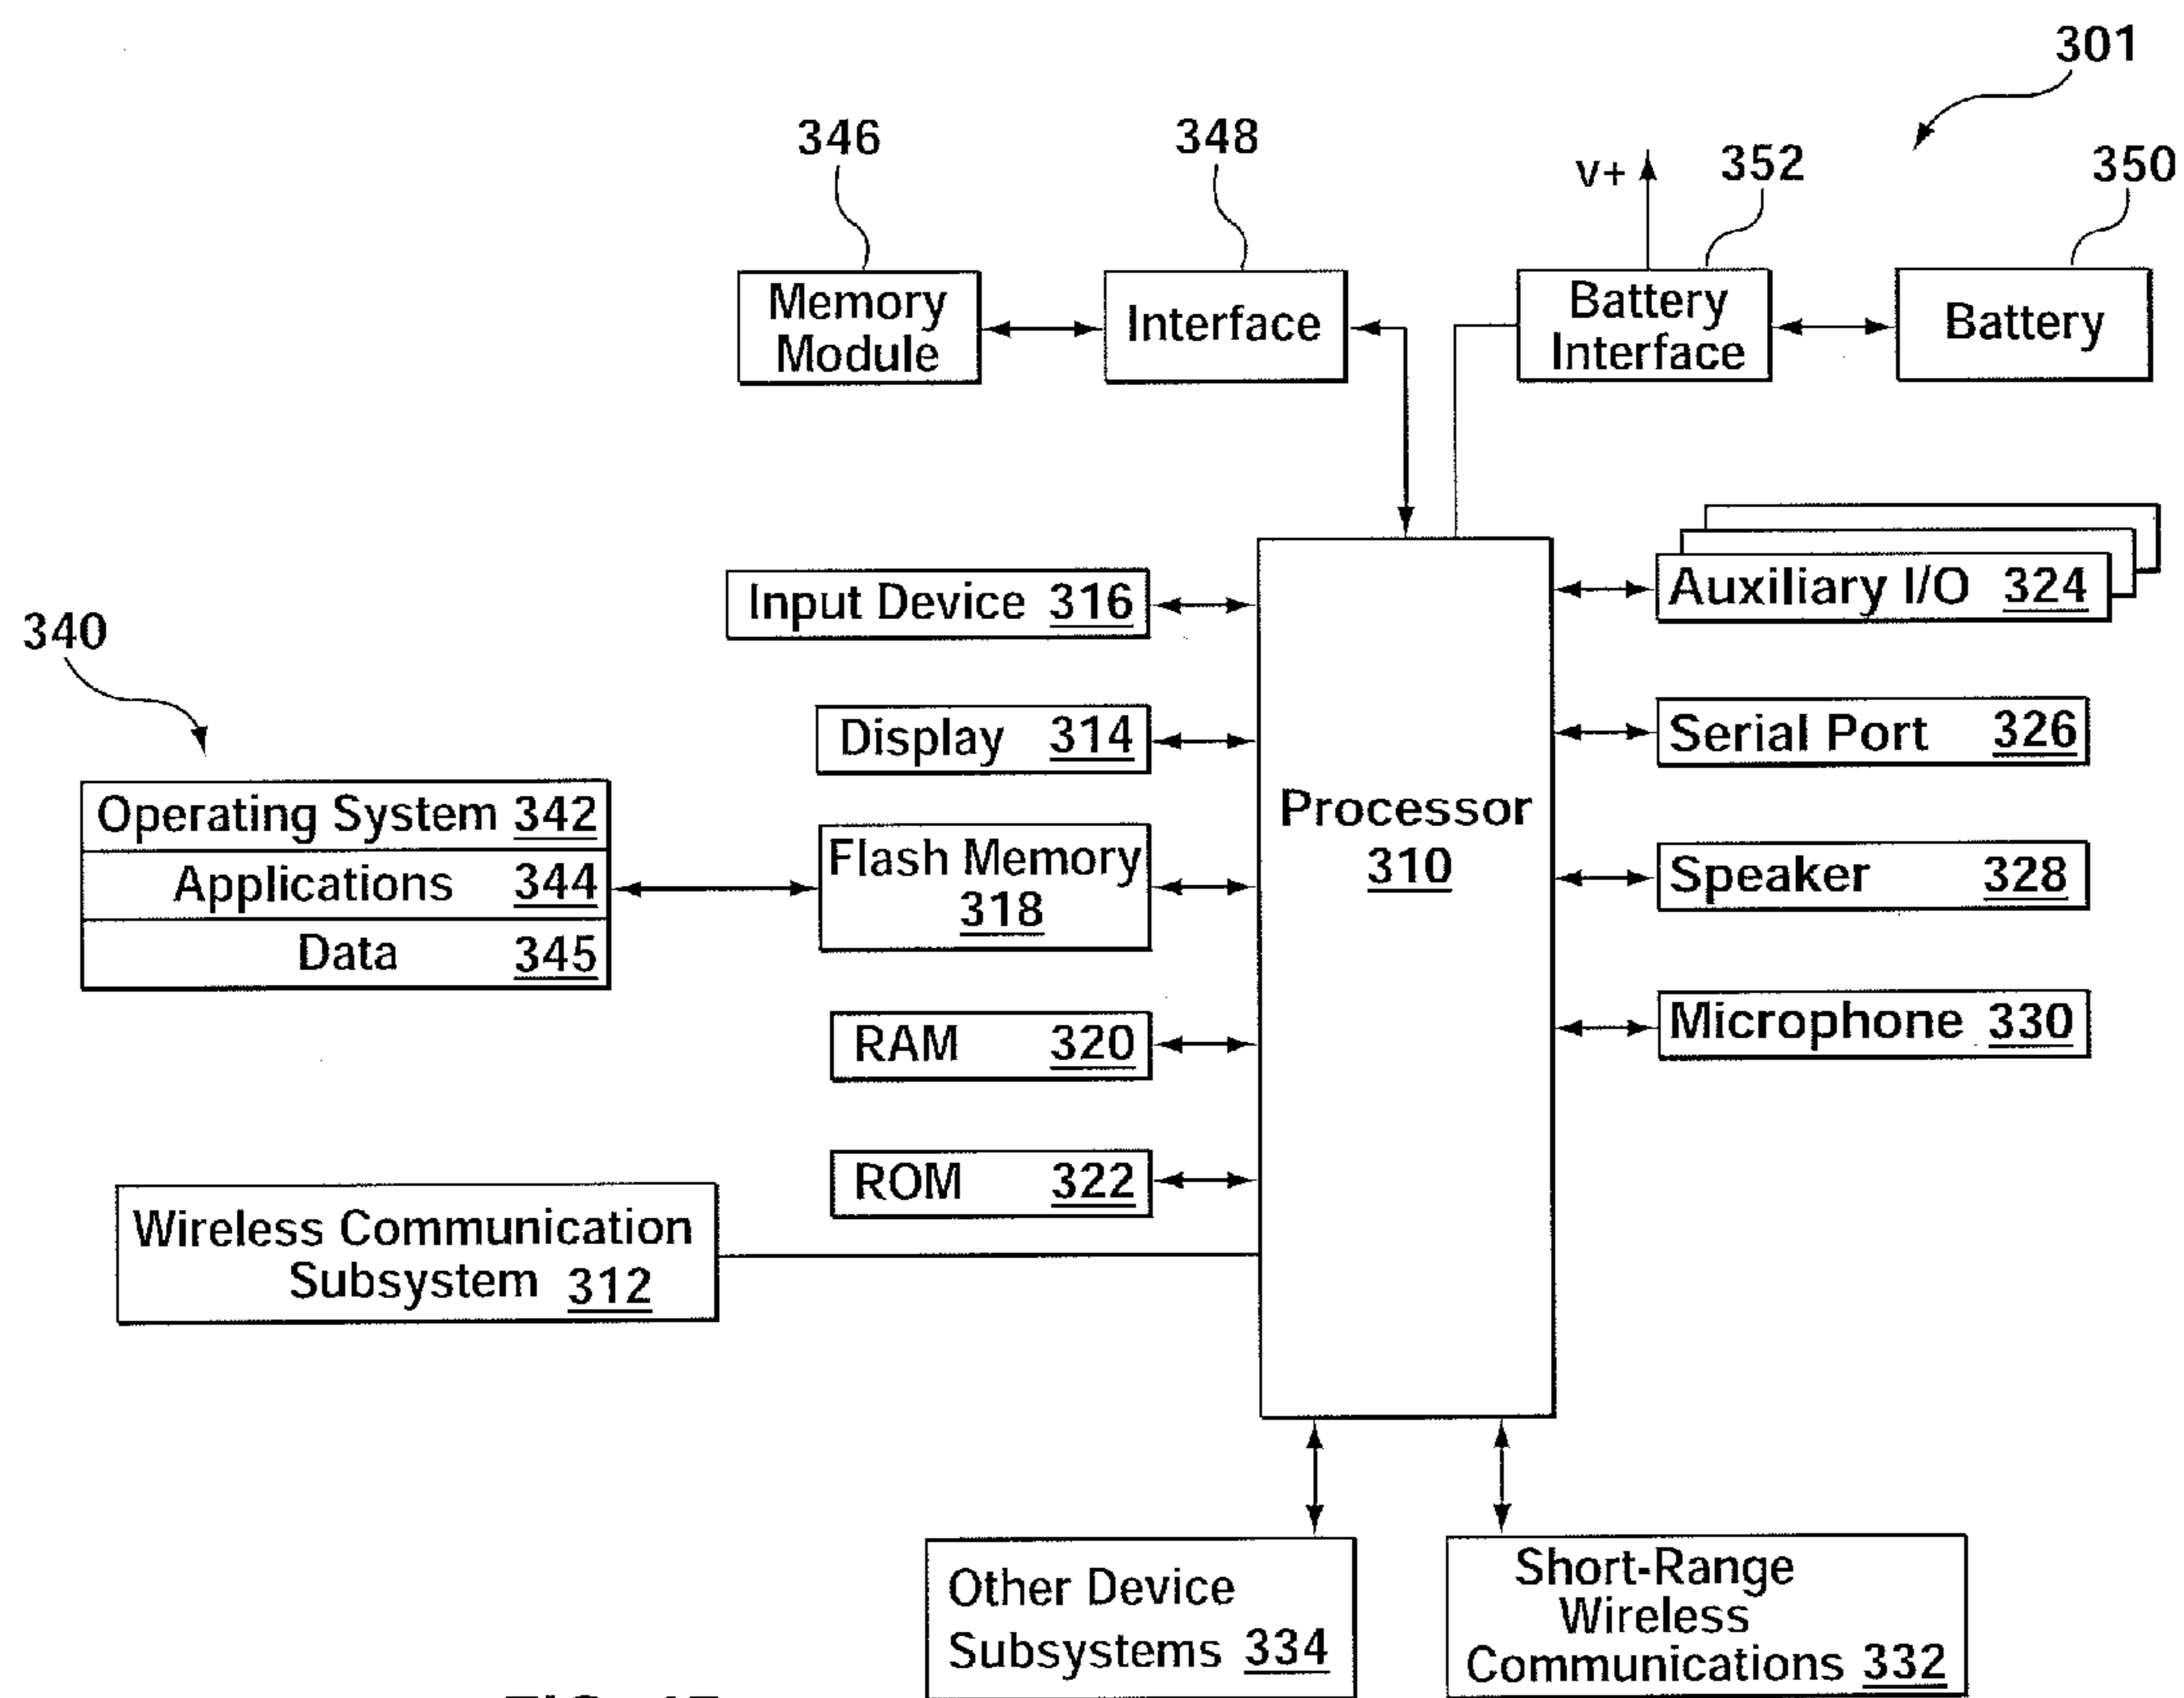 301
346
348
V+
352
350
Memory
Module
Interface
Battery
Interface
Battery
Input Device 316
Auxiliary I/O 324
340
Display 314
Serial Port 326
Operating System 342
Applications 344
Data 345
Flash Memory
318
Processor
310
Speaker 328
RAM 320
Microphone 330
ROM 322
Wireless Communication
Subsystem 312
Other Device
Subsystems 334
Short-Range
Wireless
Communications 332